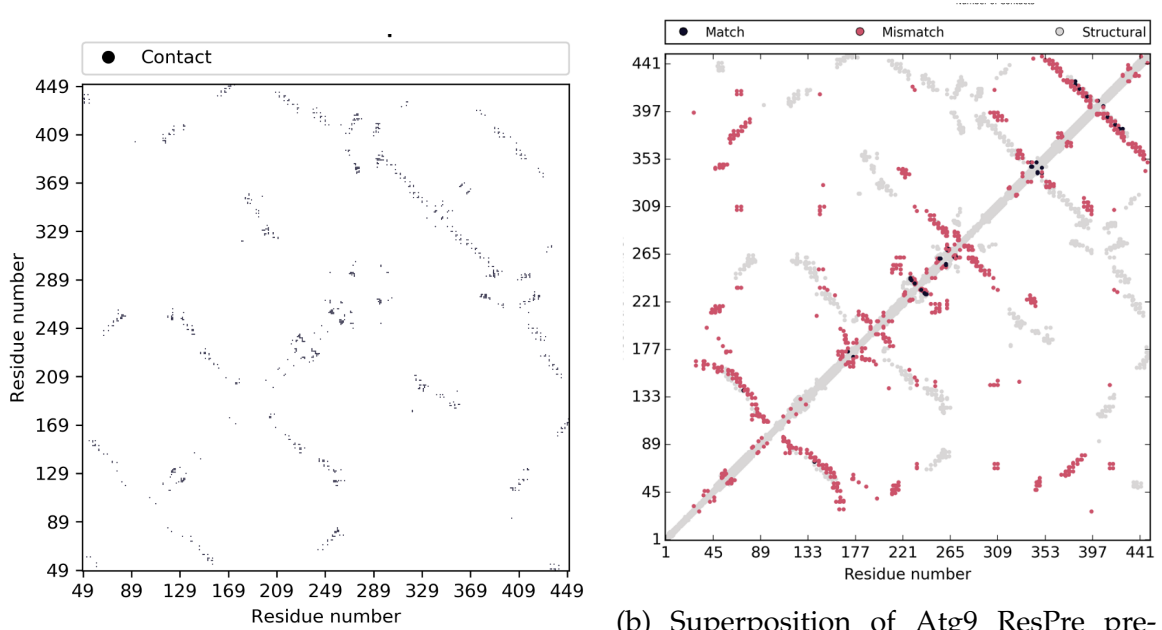 Contact
449
409
369
329
289
249
209
169
129
89
49
49 89 129 169 209 249 289 329 369 409 449
Residue number
Residue number
Match Mismatch Structural
441
397
353
309
265
221
177
133
89
45
1
1 45 89 133 177 221 265 309 353 397 441
Residue number
(b) Superposition of Atg9 ResPre pre-